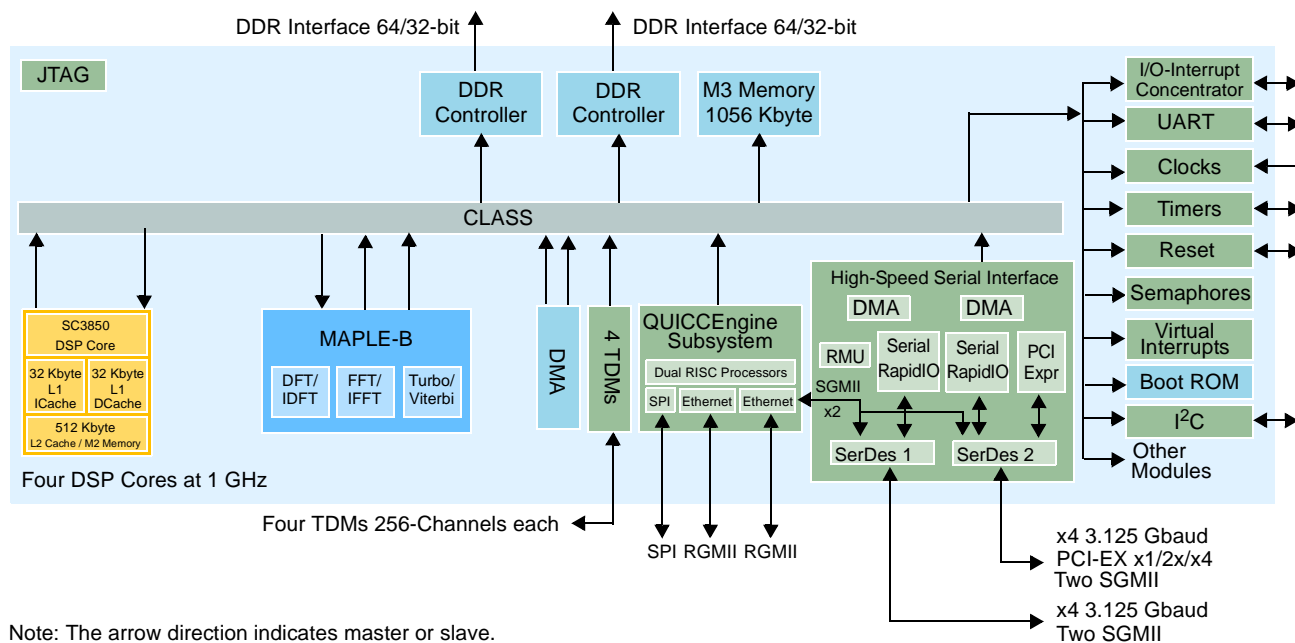 DDR Interface 64/32-bit
DDR Interface 64/32-bit
JTAG
DDR
Controller
DDR
Controller
M3 Memory
1056 Kbyte
I/O-Interrupt
Concentrator
UART
Clocks
Timers
Reset
Semaphores
Virtual
Interrupts
Boot ROM
I²C
Other
Modules
CLASS
SC3850
DSP Core
32 Kbyte
L1
ICache
32 Kbyte
L1
DCache
512 Kbyte
L2 Cache / M2 Memory
Four DSP Cores at 1 GHz
MAPLE-B
DFT/
IDFT
FFT/
IFFT
Turbo/
Viterbi
DMA
4 TDMs
QUICCEngine
Subsystem
Dual RISC Processors
SPI
Ethernet
Ethernet
High-Speed Serial Interface
DMA
DMA
RMU
Serial
RapidIO
Serial
RapidIO
PCI
Expr
SGMII
x2
SerDes 1
SerDes 2
Four TDMs 256-Channels each
SPI
RGMII
RGMII
x4 3.125 Gbaud
PCI-EX x1/2x/x4
Two SGMII
x4 3.125 Gbaud
Two SGMII
Note: The arrow direction indicates master or slave.